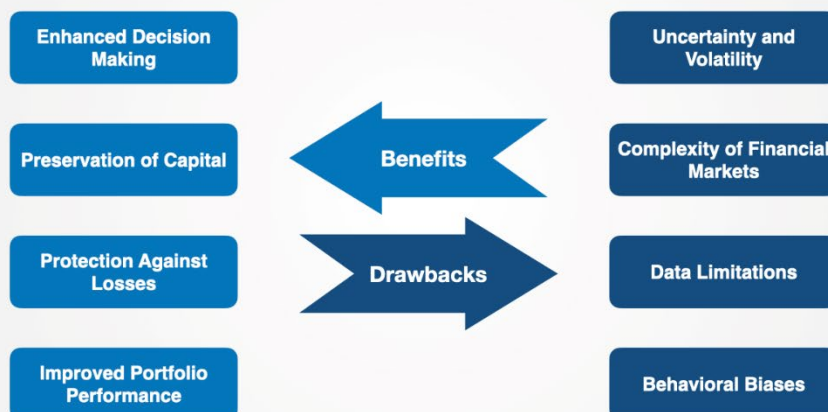 Enhanced Decision
Making
Preservation of Capital
Protection Against
Losses
Improved Portfolio
Performance
Benefits
Drawbacks
Uncertainty and
Volatility
Complexity of Financial
Markets
Data Limitations
Behavioral Biases